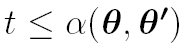 t ≤ α(θ, θ′)